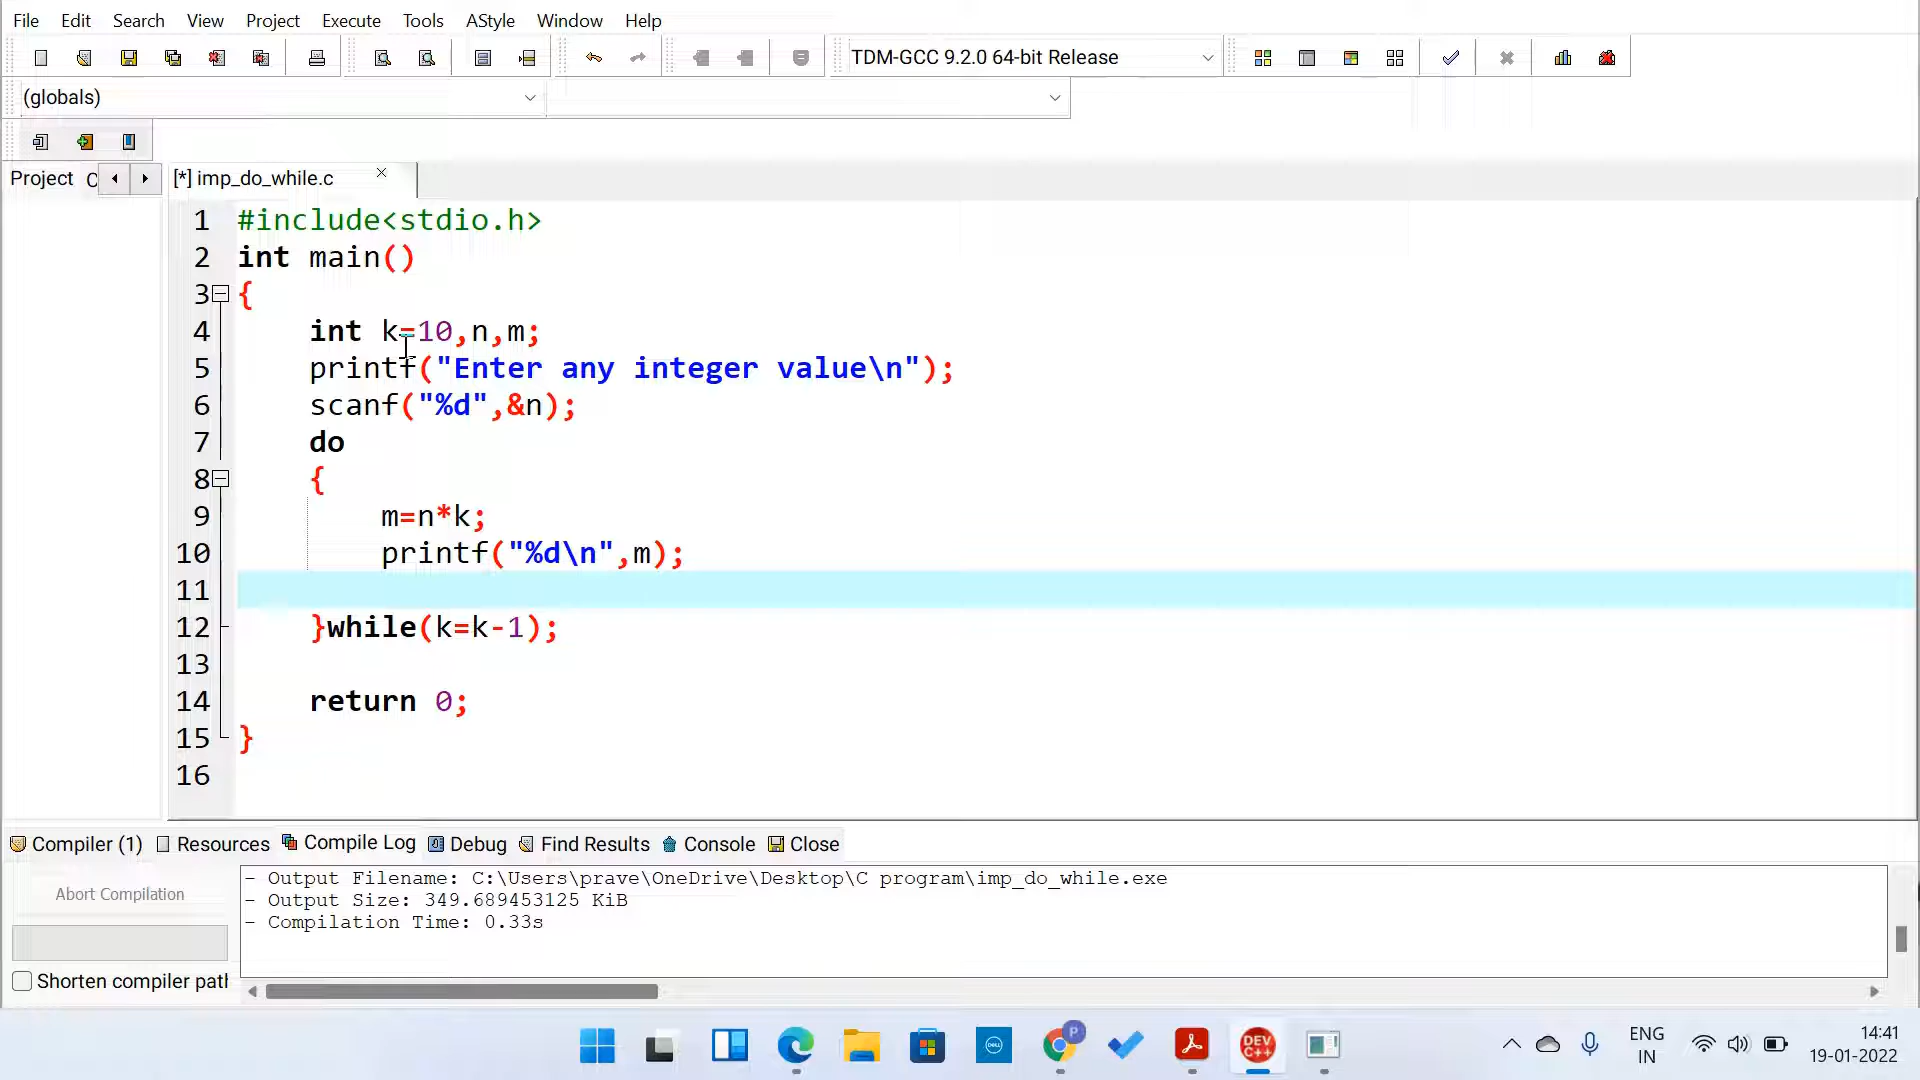 File Edit Search View Project Execute Tools AStyle Window Help
TDM-GCC 9.2.0 64-bit Release
(globals)
Project C
[*] imp_do_while.c
1 #include<stdio.h>
2 int main()
3 {
4 int k=10,n,m;
5 printf("Enter any integer value\n");
6 scanf("%d",&n);
7 do
8 {
9 m=n*k;
10 printf("%d\n",m);
11
12 }while(k=k-1);
13
14 return 0;
15 }
16
Compiler (1) Resources Compile Log Debug Find Results Console Close
Abort Compilation
Shorten compiler path
- Output Filename: C:\Users\prave\OneDrive\Desktop\C program\imp_do_while.exe
- Output Size: 349.689453125 KiB
- Compilation Time: 0.33s
DELL
P
DEV
C++
ENG
IN
14:41
19-01-2022